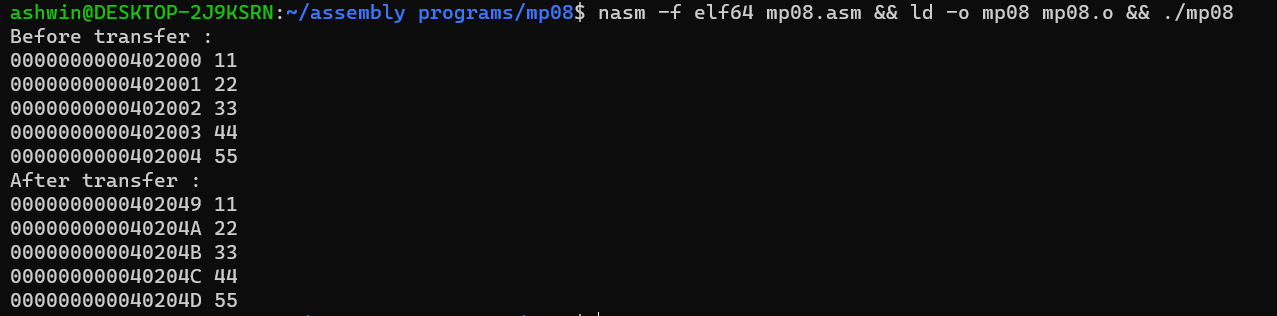 ashwin@DESKTOP-2J9KSRN:~/assembly programs/mp08$ nasm -f elf64 mp08.asm && ld -o mp08 mp08.o && ./mp08
Before transfer :
0000000000402000 11
0000000000402001 22
0000000000402002 33
0000000000402003 44
0000000000402004 55
After transfer :
0000000000402049 11
000000000040204A 22
000000000040204B 33
000000000040204C 44
000000000040204D 55